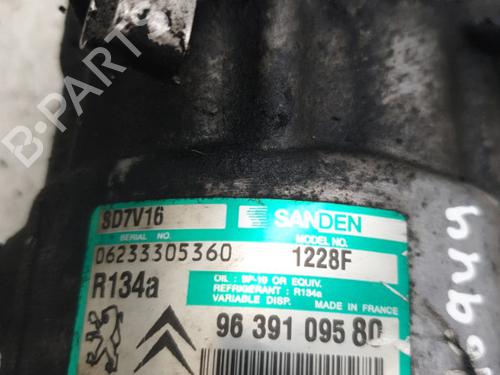 B-PARTS
SD7V16
SANDEN
SERIAL NO.
MODEL NO.
06233305360
1228F
R134a
OIL : SP-10 OR EQUIV.
REFRIGERANT : R134a
VARIABLE DISP.
MADE IN FRANCE
96 391 095 80